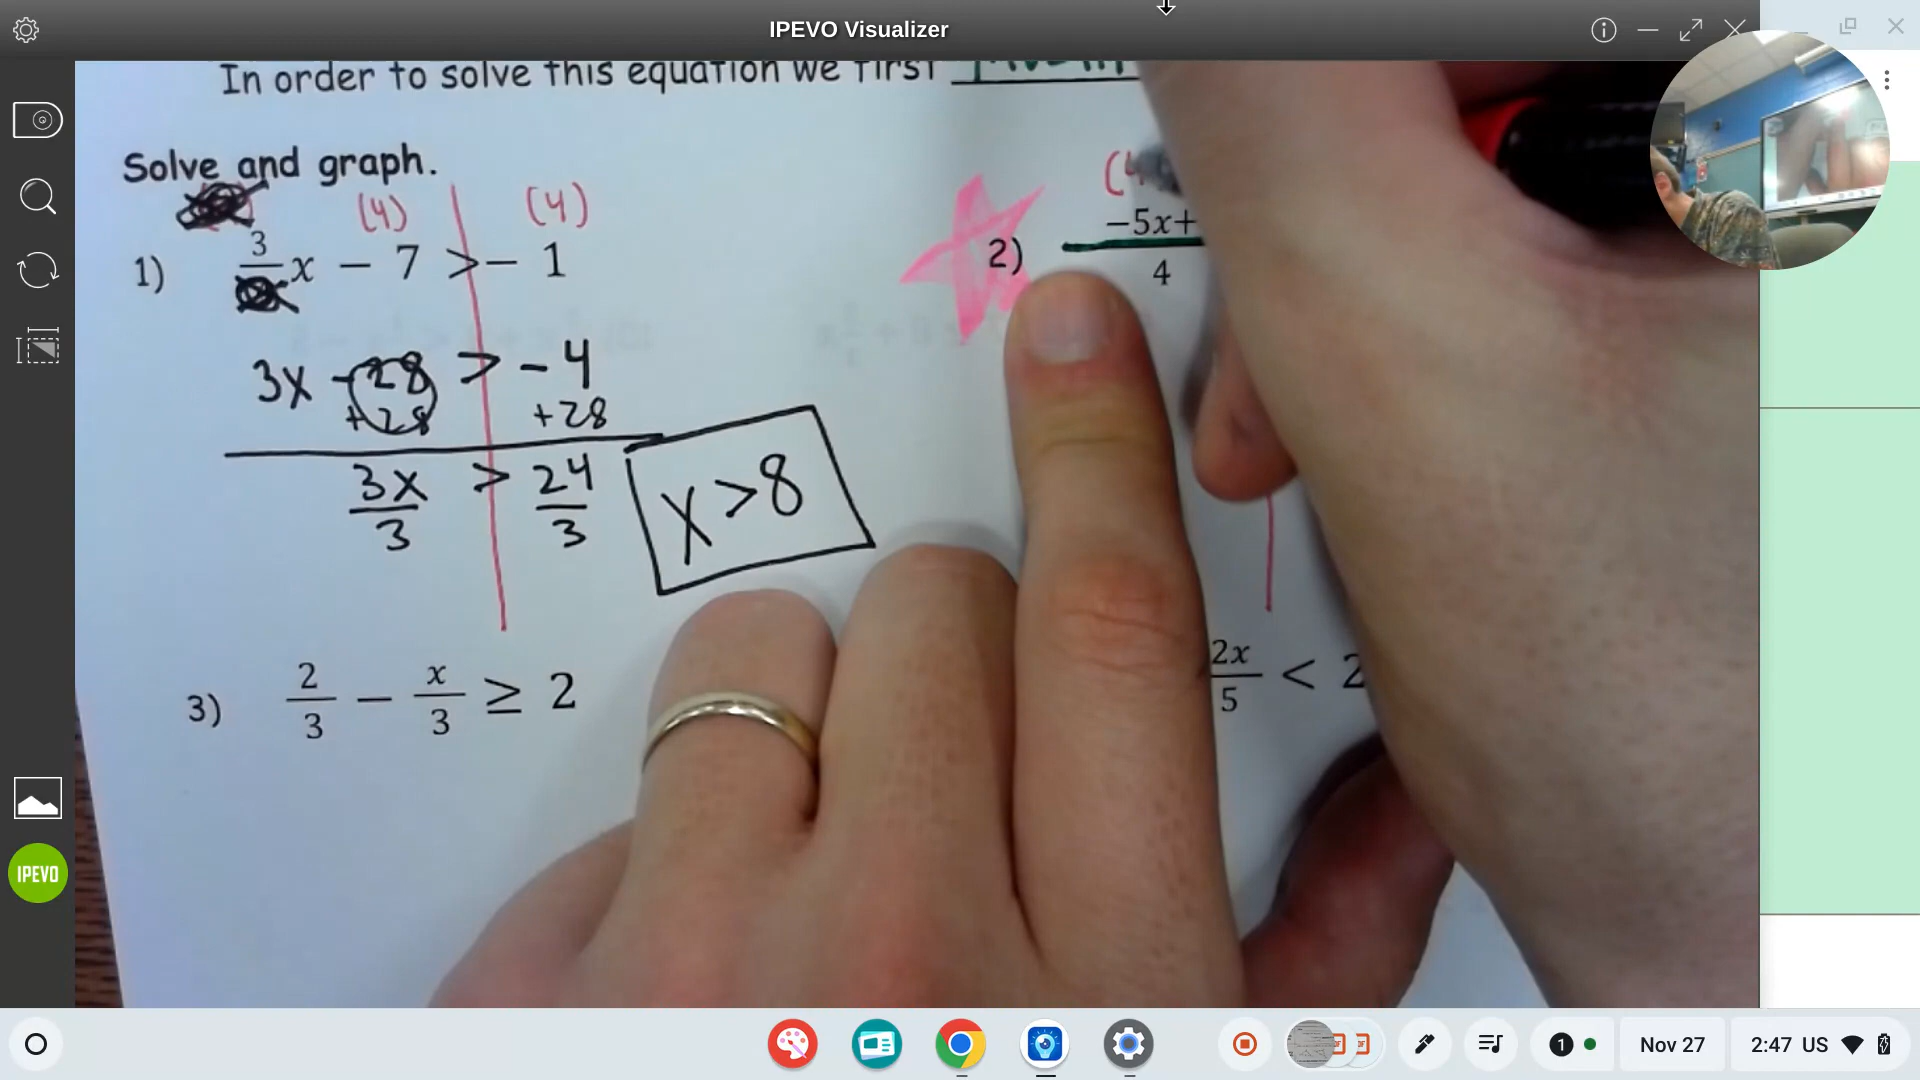 IPEVO Visualizer
In order to solve this equation we first
Solve and graph.
(4) (4)
1) 3/ x − 7 > − 1
3x - 28 > - 4
+28 +28
3x/3 > 24/3
x > 8
2) −5x+ / 4
3) 2/3 − x/3 ≥ 2
2x/5 < 2
IPEVO
1
Nov 27
2:47 US